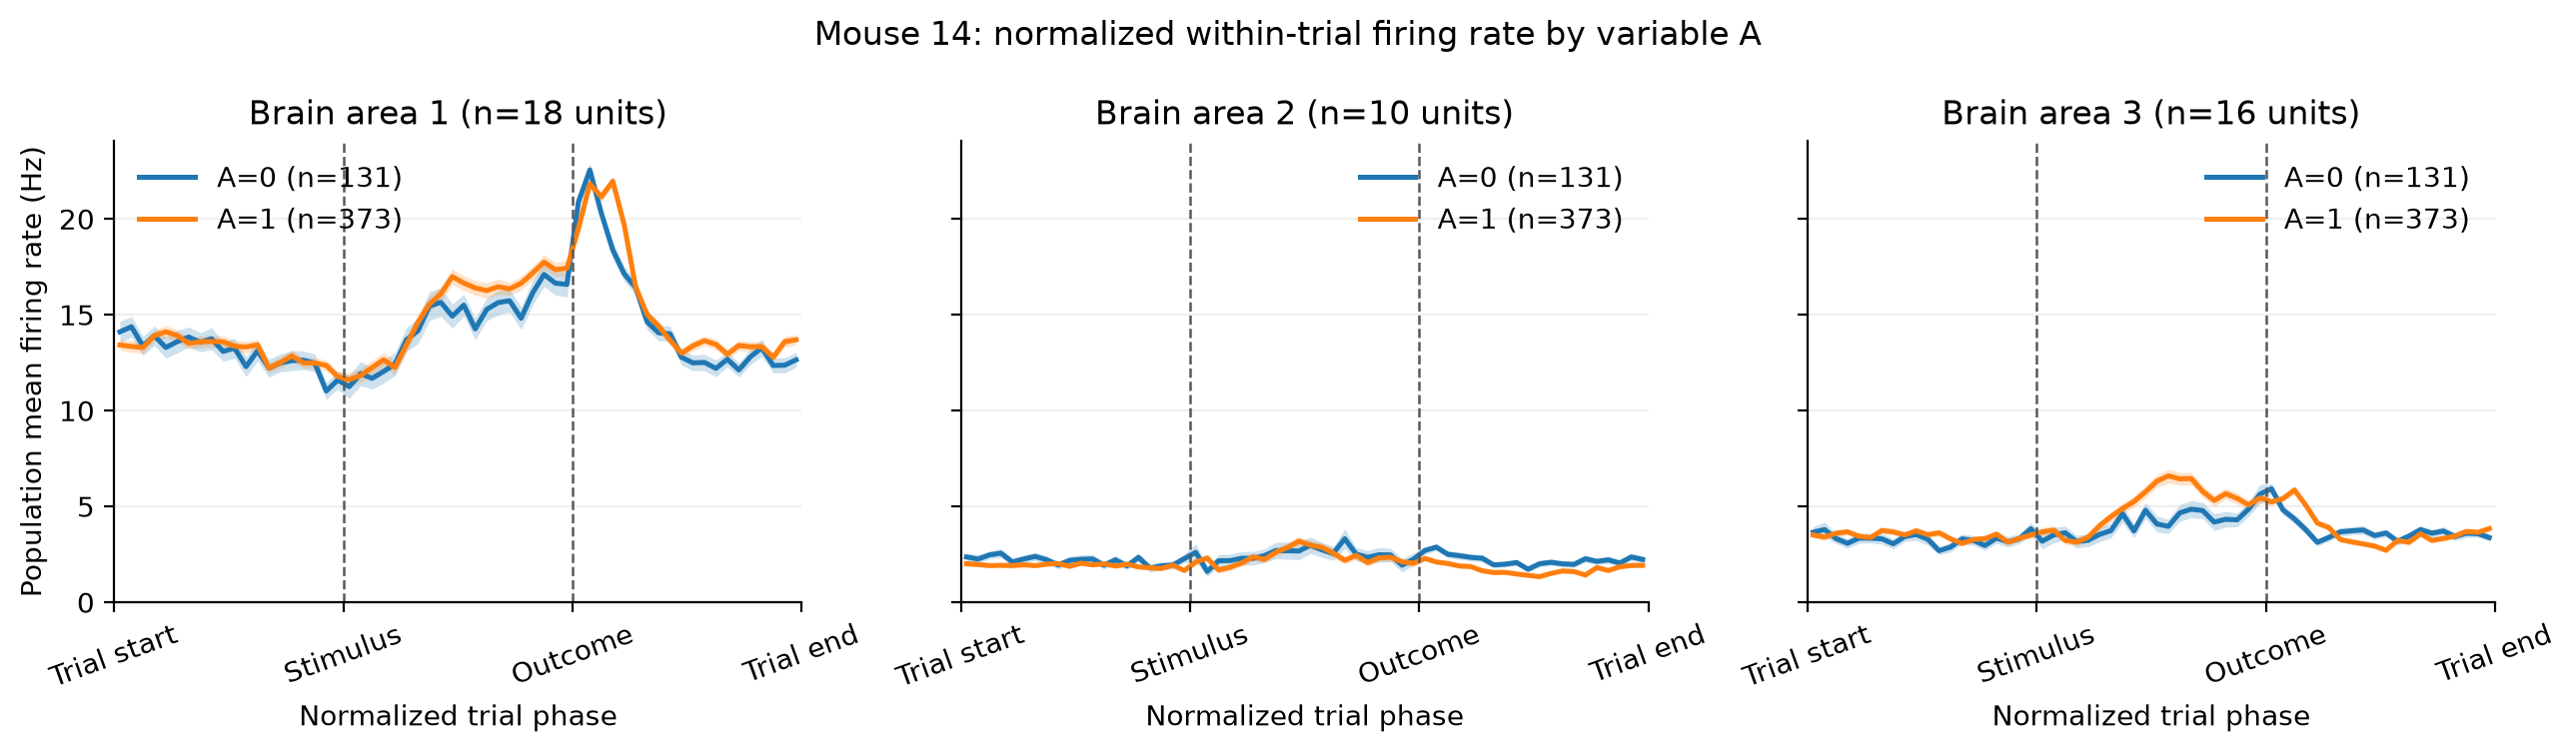 Mouse 14: normalized within-trial firing rate by variable A
Brain area 1 (n=18 units)
Population mean firing rate (Hz)
20
15
10
5
0
A=0 (n=131)
A=1 (n=373)
Trial start
Stimulus
Outcome
Trial end
Normalized trial phase
Brain area 2 (n=10 units)
A=0 (n=131)
A=1 (n=373)
Trial start
Stimulus
Outcome
Trial end
Normalized trial phase
Brain area 3 (n=16 units)
A=0 (n=131)
A=1 (n=373)
Trial start
Stimulus
Outcome
Trial end
Normalized trial phase